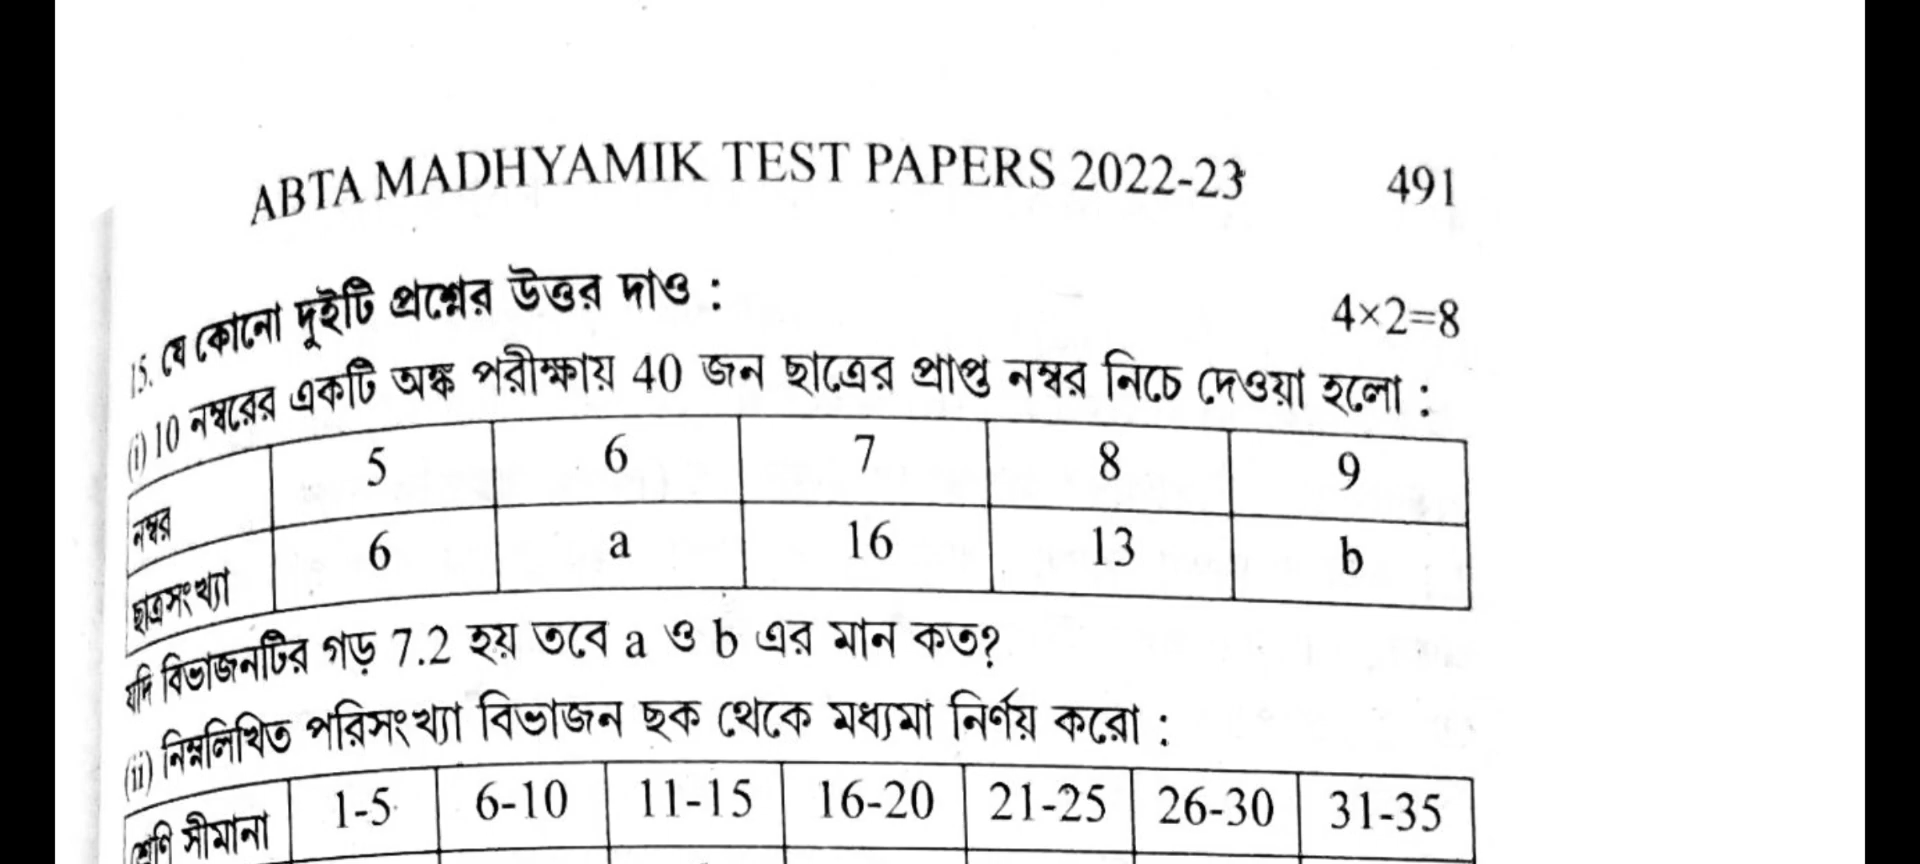 ABTA MADHYAMIK TEST PAPERS 2022-23 491
15. যে কোনো দুইটি প্রশ্নের উত্তর দাও : 4×2=8
(i) 10 নম্বরের একটি অঙ্ক পরীক্ষায় 40 জন ছাত্রের প্রাপ্ত নম্বর নিচে দেওয়া হলো :
নম্বর 5 6 7 8 9
ছাত্রসংখ্যা 6 a 16 13 b
যদি বিভাজনটির গড় 7.2 হয় তবে a ও b এর মান কত?
(ii) নিম্নলিখিত পরিসংখ্যা বিভাজন ছক থেকে মধ্যমা নির্ণয় করো :
শ্রেণি সীমানা 1-5 6-10 11-15 16-20 21-25 26-30 31-35